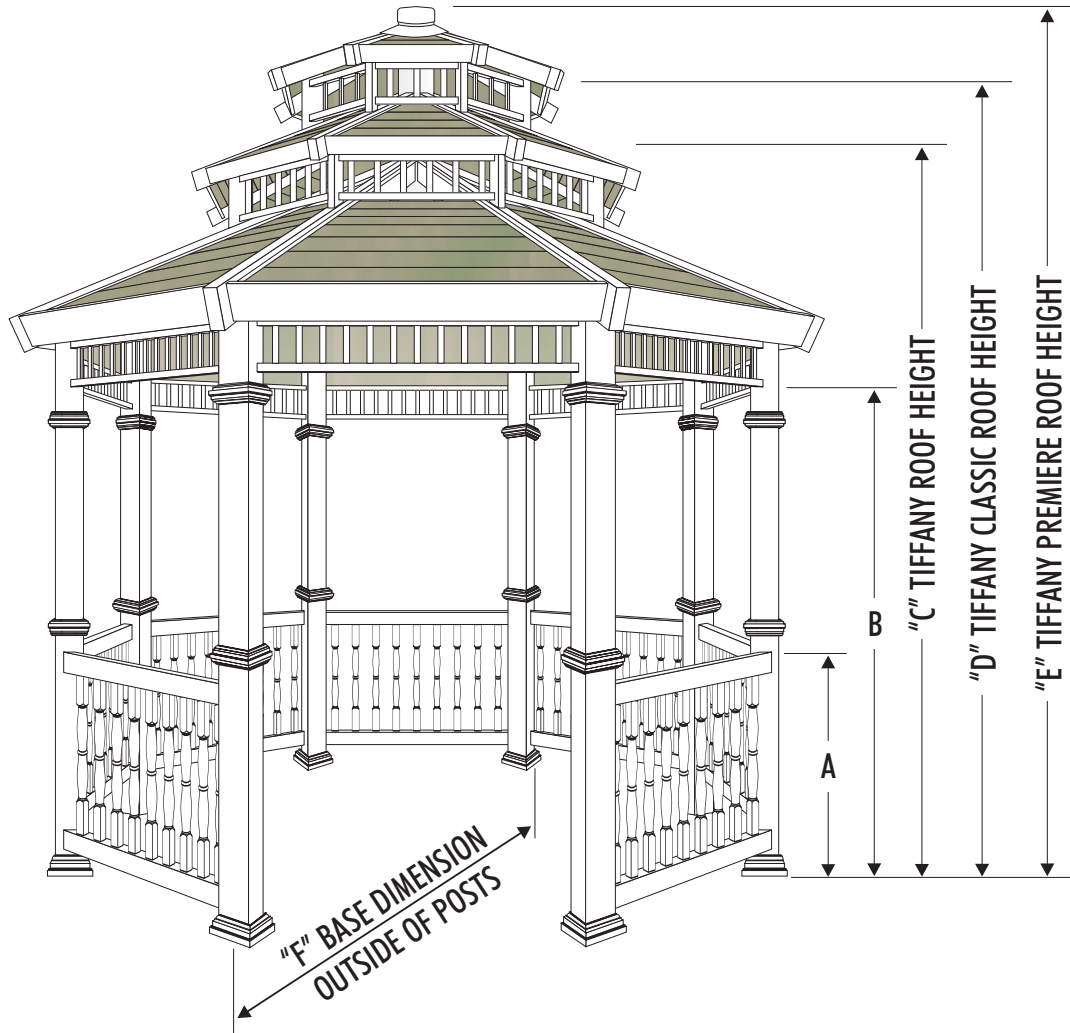 A
B
"C" TIFFANY ROOF HEIGHT
"D" TIFFANY CLASSIC ROOF HEIGHT
"E" TIFFANY PREMIERE ROOF HEIGHT
"F" BASE DIMENSION
OUTSIDE OF POSTS